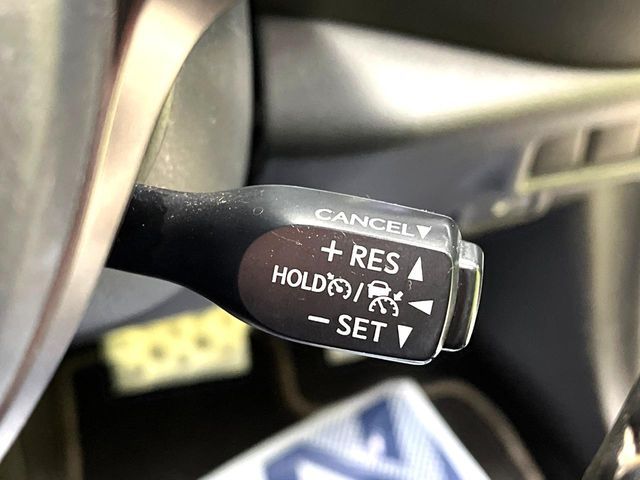 CANCEL▼
+ RES ▲
HOLD / ◀
− SET ▼